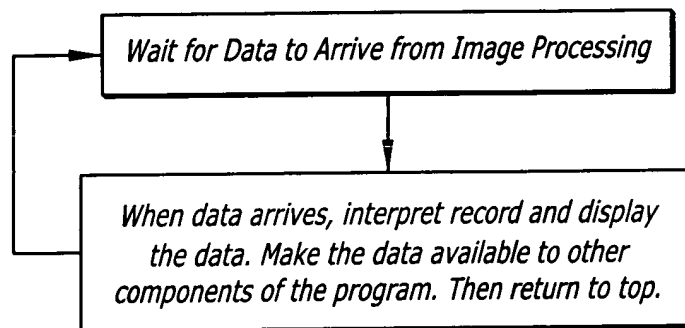 Wait for Data to Arrive from Image Processing
When data arrives, interpret record and display
the data. Make the data available to other
components of the program. Then return to top.